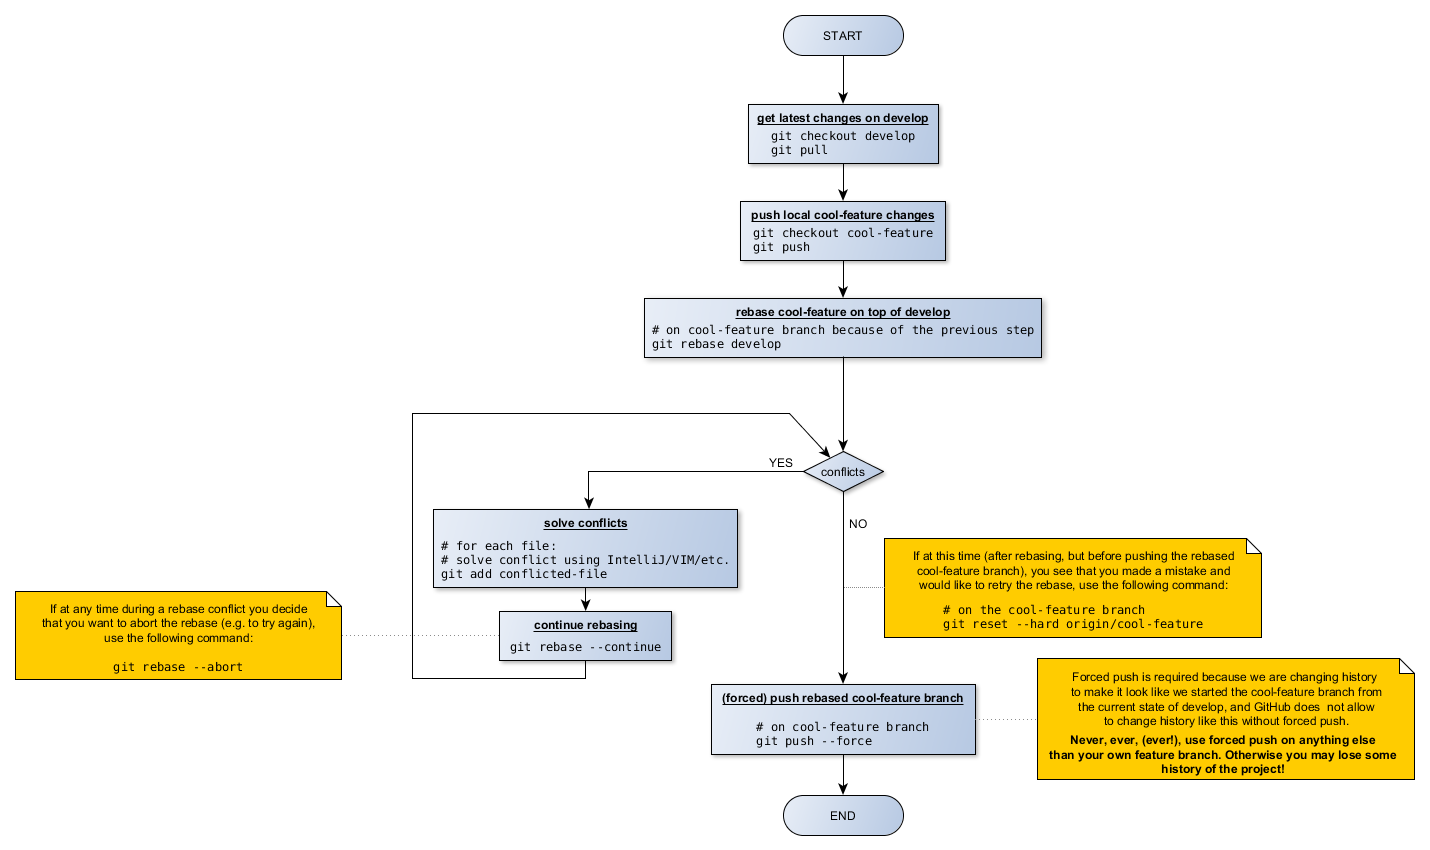 START
get latest changes on develop
git checkout develop
git pull
push local cool-feature changes
git checkout cool-feature
git push
rebase cool-feature on top of develop
# on cool-feature branch because of the previous step
git rebase develop
conflicts
YES
NO
solve conflicts
# for each file:
# solve conflict using IntelliJ/VIM/etc.
git add conflicted-file
If at this time (after rebasing, but before pushing the rebased
cool-feature branch), you see that you made a mistake and
would like to retry the rebase, use the following command:
# on the cool-feature branch
git reset --hard origin/cool-feature
If at any time during a rebase conflict you decide
that you want to abort the rebase (e.g. to try again),
use the following command:
git rebase --abort
continue rebasing
git rebase --continue
(forced) push rebased cool-feature branch
# on cool-feature branch
git push --force
Forced push is required because we are changing history
to make it look like we started the cool-feature branch from
the current state of develop, and GitHub does  not allow
to change history like this without forced push.
Never, ever, (ever!), use forced push on anything else
than your own feature branch. Otherwise you may lose some
history of the project!
END